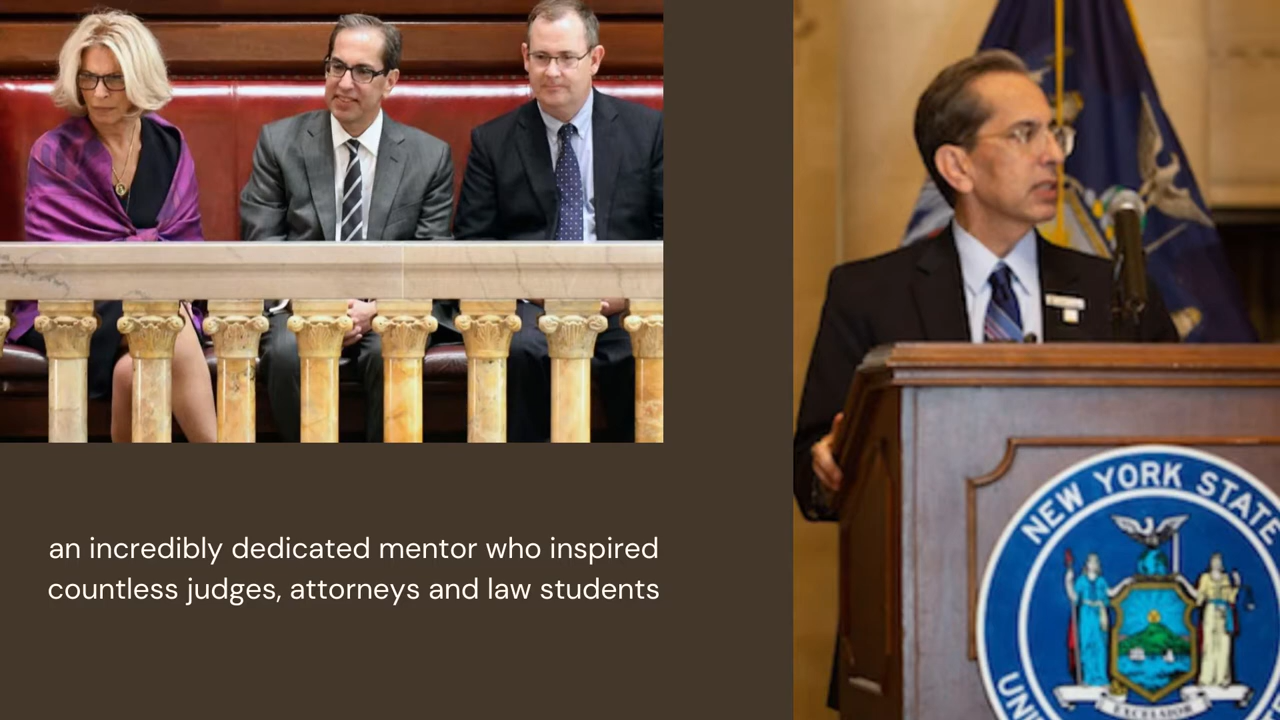 an incredibly dedicated mentor who inspired
countless judges, attorneys and law students
NEW YORK STATE
EXCELSIOR